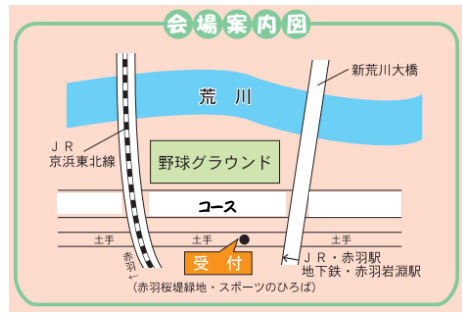 会場案内図
新荒川大橋
荒川
JR
京浜東北線
野球グラウンド
コース
土手
土手
土手
赤羽↓
受付
JR・赤羽駅
地下鉄・赤羽岩淵駅
(赤羽桜堤緑地・スポーツのひろば)